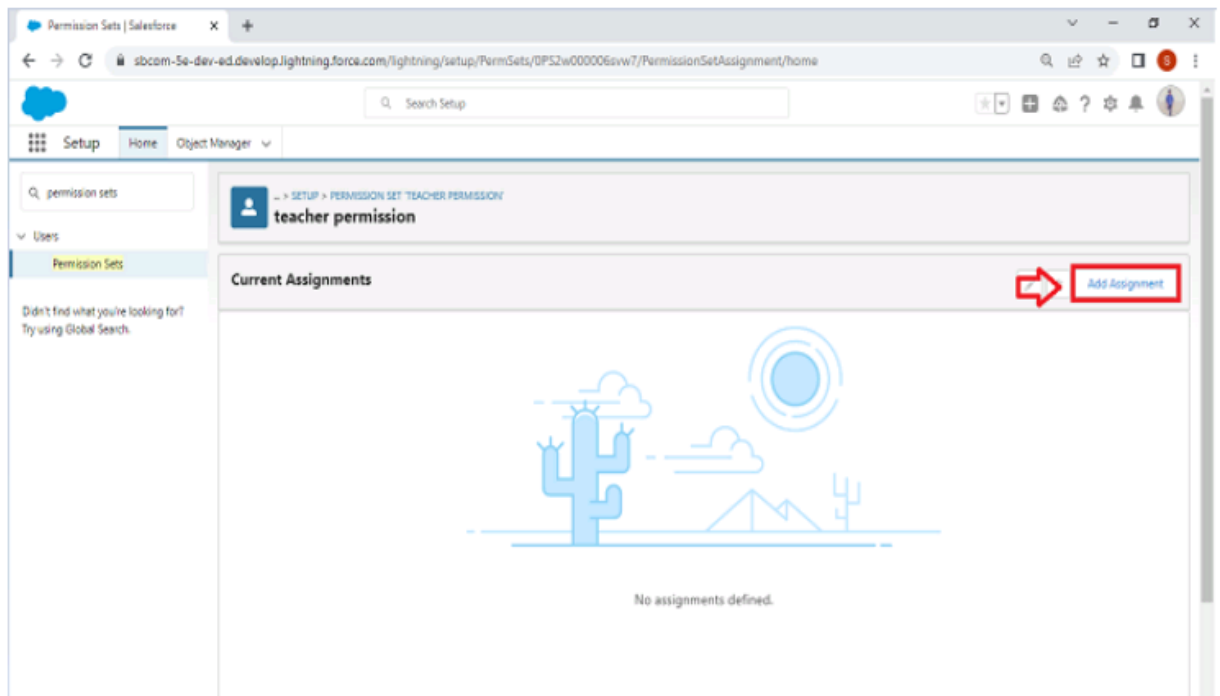 Permission Sets | Salesforce
sbcom-5e-dev-ed.develop.lightning.force.com/lightning/setup/PermSets/0PS2w000006svw7/PermissionSetAssignment/home
S
Search Setup
Setup
Home
Object Manager
permission sets
... > SETUP > PERMISSION SET 'TEACHER PERMISSION'
teacher permission
Users
Permission Sets
Current Assignments
Add Assignment
Didn't find what you're looking for?
Try using Global Search.
No assignments defined.